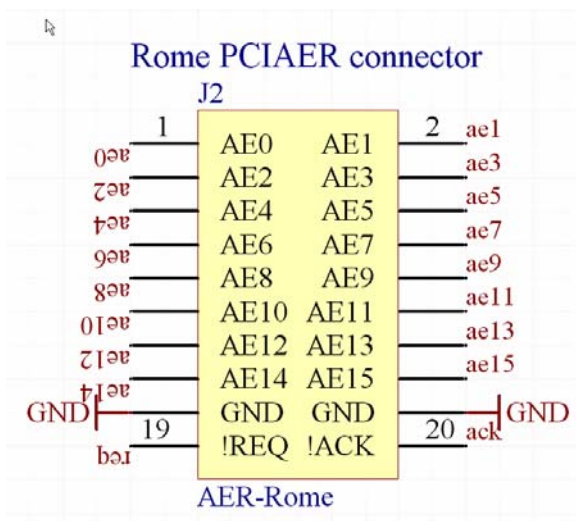 Rome PCIAER connector
J2
1 2 ae1
ae0 AE0 AE1
ae3
ae2 AE2 AE3
ae5
ae4 AE4 AE5
ae7
ae6 AE6 AE7
ae9
ae8 AE8 AE9
ae11
ae10 AE10 AE11
ae13
ae12 AE12 AE13
ae15
ae14 AE14 AE15
GND GND GND GND
19 20 ack
req !REQ !ACK
AER-Rome